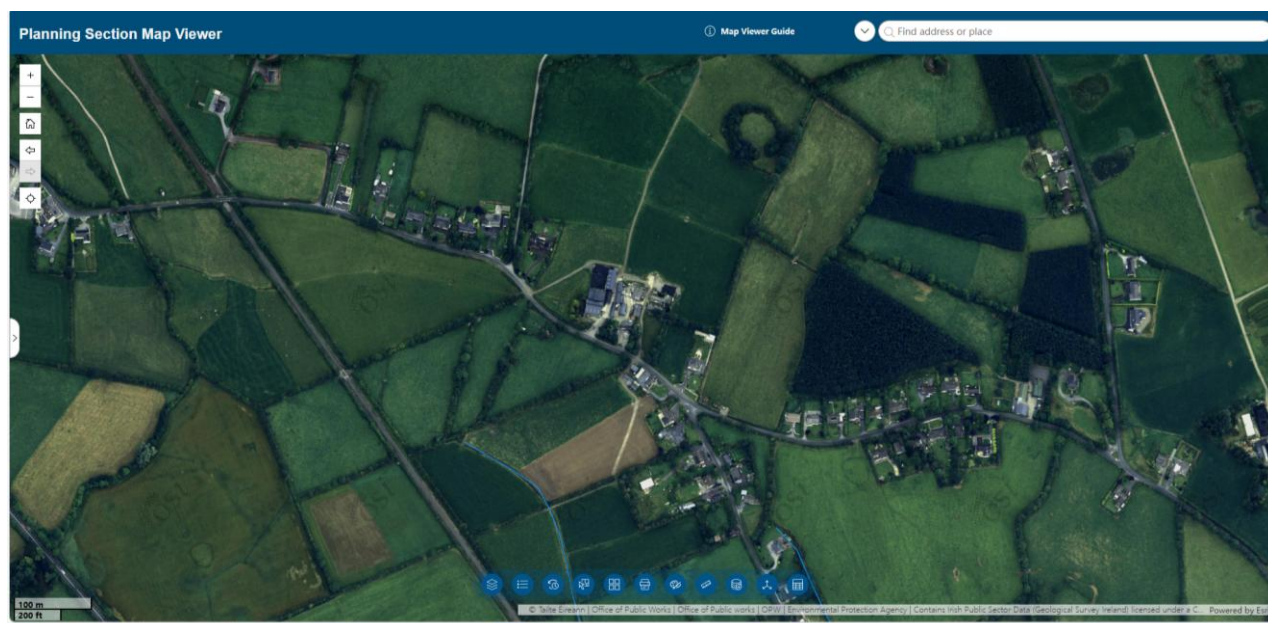 Planning Section Map Viewer
Map Viewer Guide
Find address or place
+
−
100 m
200 ft
© Tailte Éireann | Office of Public Works | Office of Public works | OPW | Environmental Protection Agency | Contains Irish Public Sector Data (Geological Survey Ireland) licensed under a C...
Powered by Esri